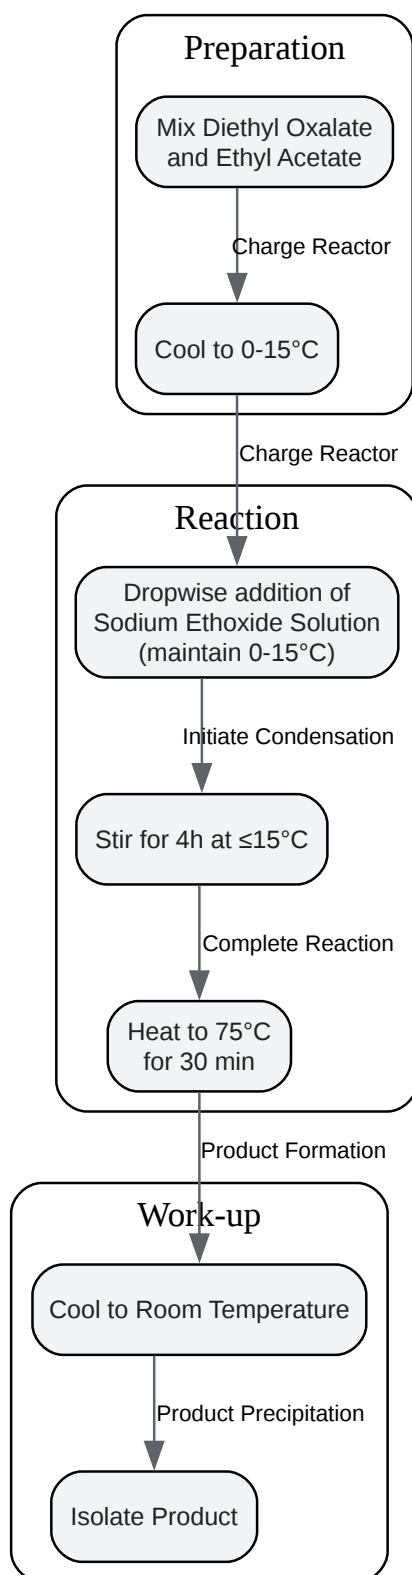 Preparation
Mix Diethyl Oxalate
and Ethyl Acetate
Charge Reactor
Cool to 0-15°C
Charge Reactor
Reaction
Dropwise addition of
Sodium Ethoxide Solution
(maintain 0-15°C)
Initiate Condensation
Stir for 4h at ≤15°C
Complete Reaction
Heat to 75°C
for 30 min
Product Formation
Work-up
Cool to Room Temperature
Product Precipitation
Isolate Product